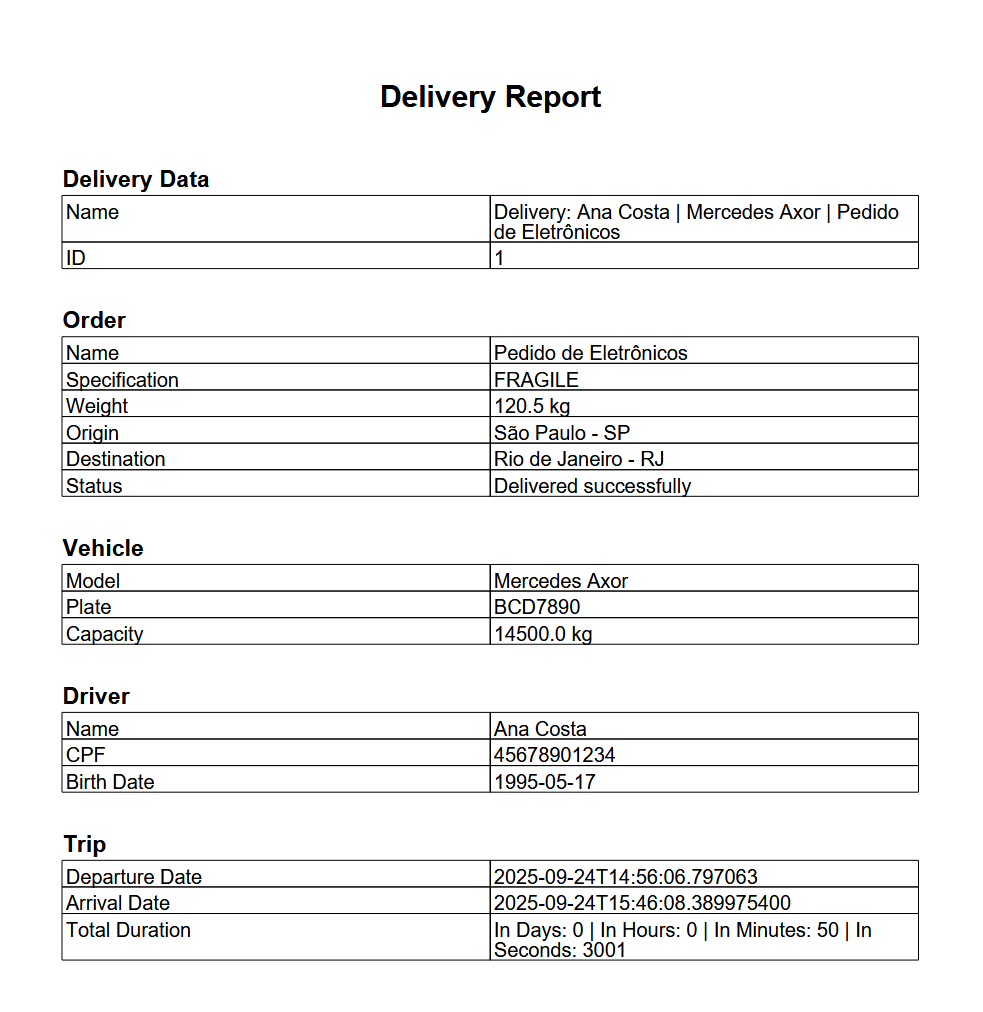 Delivery Report
Delivery Data
Name Delivery: Ana Costa | Mercedes Axor | Pedido
de Eletrônicos
ID 1
Order
Name Pedido de Eletrônicos
Specification FRAGILE
Weight 120.5 kg
Origin São Paulo - SP
Destination Rio de Janeiro - RJ
Status Delivered successfully
Vehicle
Model Mercedes Axor
Plate BCD7890
Capacity 14500.0 kg
Driver
Name Ana Costa
CPF 45678901234
Birth Date 1995-05-17
Trip
Departure Date 2025-09-24T14:56:06.797063
Arrival Date 2025-09-24T15:46:08.389975400
Total Duration In Days: 0 | In Hours: 0 | In Minutes: 50 | In
Seconds: 3001